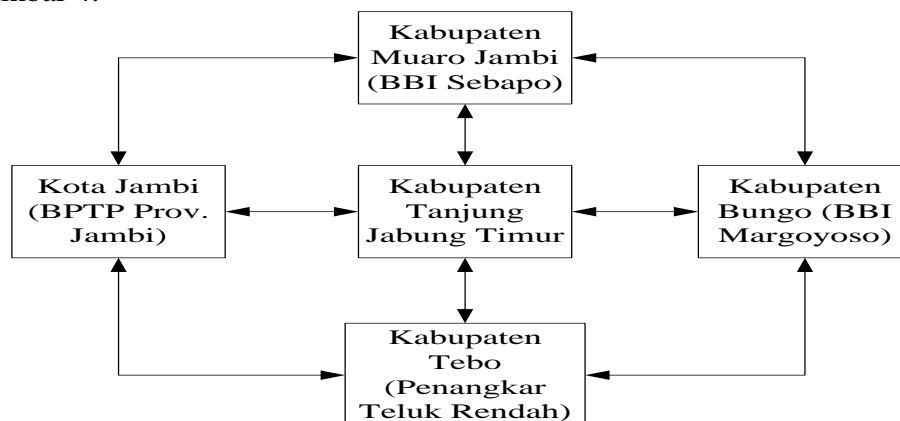 Kabupaten
Muaro Jambi
(BBI Sebapo)
Kota Jambi
(BPTP Prov.
Jambi)
Kabupaten
Tanjung
Jabung Timur
Kabupaten
Bungo (BBI
Margoyoso)
Kabupaten
Tebo
(Penangkar
Teluk Rendah)